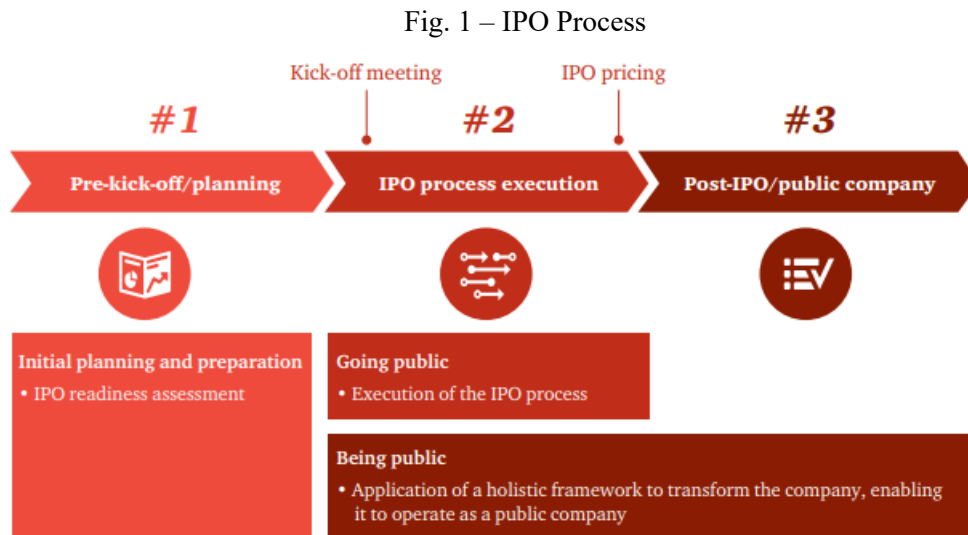 Fig. 1 – IPO Process
Kick-off meeting
IPO pricing
#1
#2
#3
Pre-kick-off/planning
IPO process execution
Post-IPO/public company
Initial planning and preparation
• IPO readiness assessment
Going public
• Execution of the IPO process
Being public
• Application of a holistic framework to transform the company, enabling
it to operate as a public company